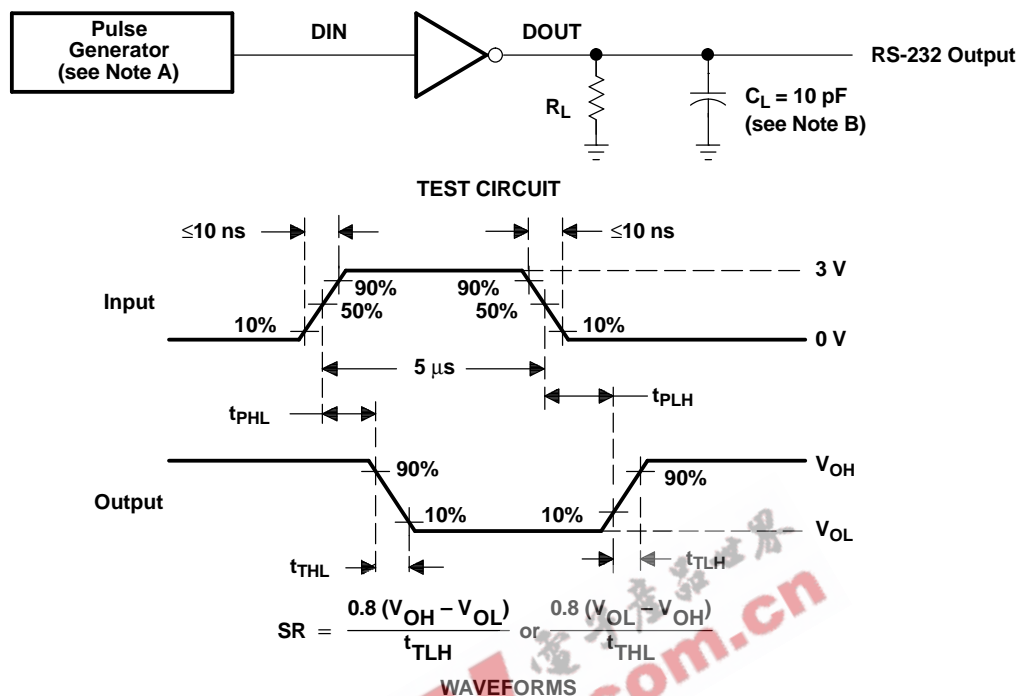 Pulse
Generator
(see Note A)
DIN
DOUT
RS-232 Output
R_L
C_L = 10 pF
(see Note B)
TEST CIRCUIT
≤10 ns
≤10 ns
3 V
Input
90%
90%
50%
50%
10%
10%
0 V
5 μs
t_PHL
t_PLH
V_OH
90%
90%
Output
10%
10%
V_OL
t_THL
t_TLH
SR = 0.8 (V_OH – V_OL) / t_TLH or 0.8 (V_OL – V_OH) / t_THL
WAVEFORMS
com.cn